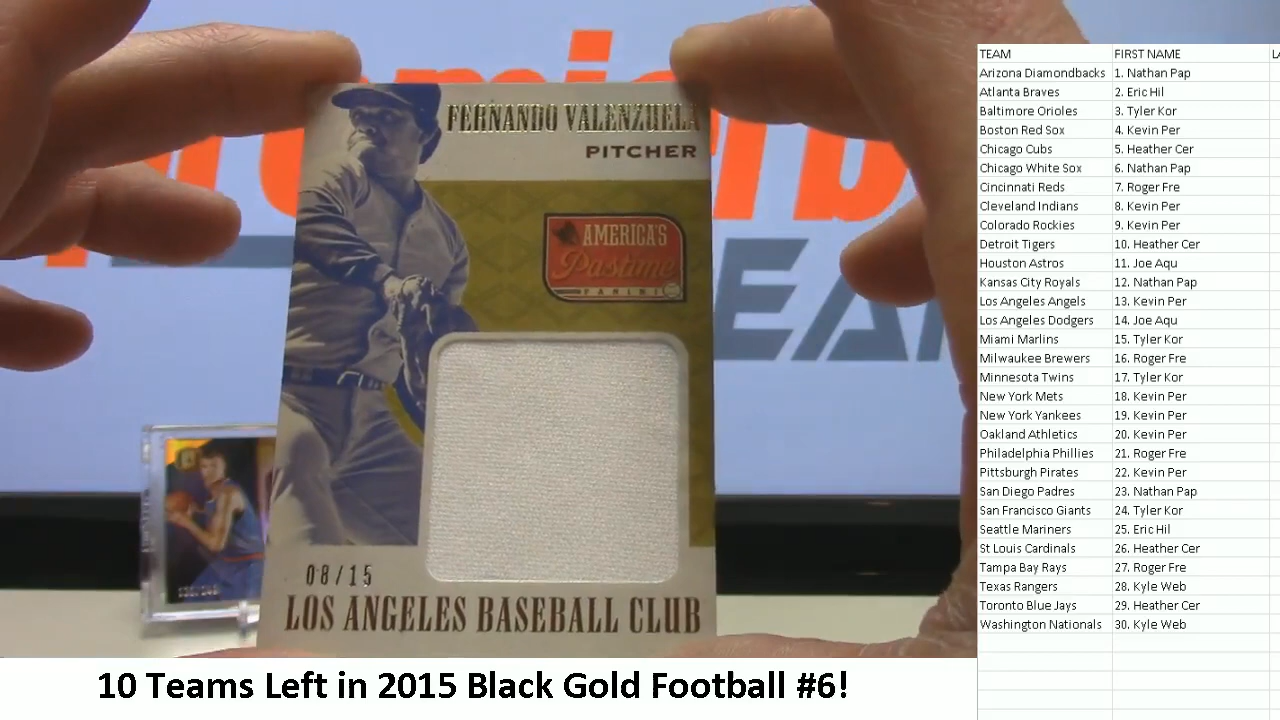 FERNANDO VALENZUELA
PITCHER
AMERICA'S
Pastime
PANINI
08/15
LOS ANGELES BASEBALL CLUB
10 Teams Left in 2015 Black Gold Football #6!
TEAM FIRST NAME
Arizona Diamondbacks 1. Nathan Pap
Atlanta Braves 2. Eric Hil
Baltimore Orioles 3. Tyler Kor
Boston Red Sox 4. Kevin Per
Chicago Cubs 5. Heather Cer
Chicago White Sox 6. Nathan Pap
Cincinnati Reds 7. Roger Fre
Cleveland Indians 8. Kevin Per
Colorado Rockies 9. Kevin Per
Detroit Tigers 10. Heather Cer
Houston Astros 11. Joe Aqu
Kansas City Royals 12. Nathan Pap
Los Angeles Angels 13. Kevin Per
Los Angeles Dodgers 14. Joe Aqu
Miami Marlins 15. Tyler Kor
Milwaukee Brewers 16. Roger Fre
Minnesota Twins 17. Tyler Kor
New York Mets 18. Kevin Per
New York Yankees 19. Kevin Per
Oakland Athletics 20. Kevin Per
Philadelphia Phillies 21. Roger Fre
Pittsburgh Pirates 22. Kevin Per
San Diego Padres 23. Nathan Pap
San Francisco Giants 24. Tyler Kor
Seattle Mariners 25. Eric Hil
St Louis Cardinals 26. Heather Cer
Tampa Bay Rays 27. Roger Fre
Texas Rangers 28. Kyle Web
Toronto Blue Jays 29. Heather Cer
Washington Nationals 30. Kyle Web